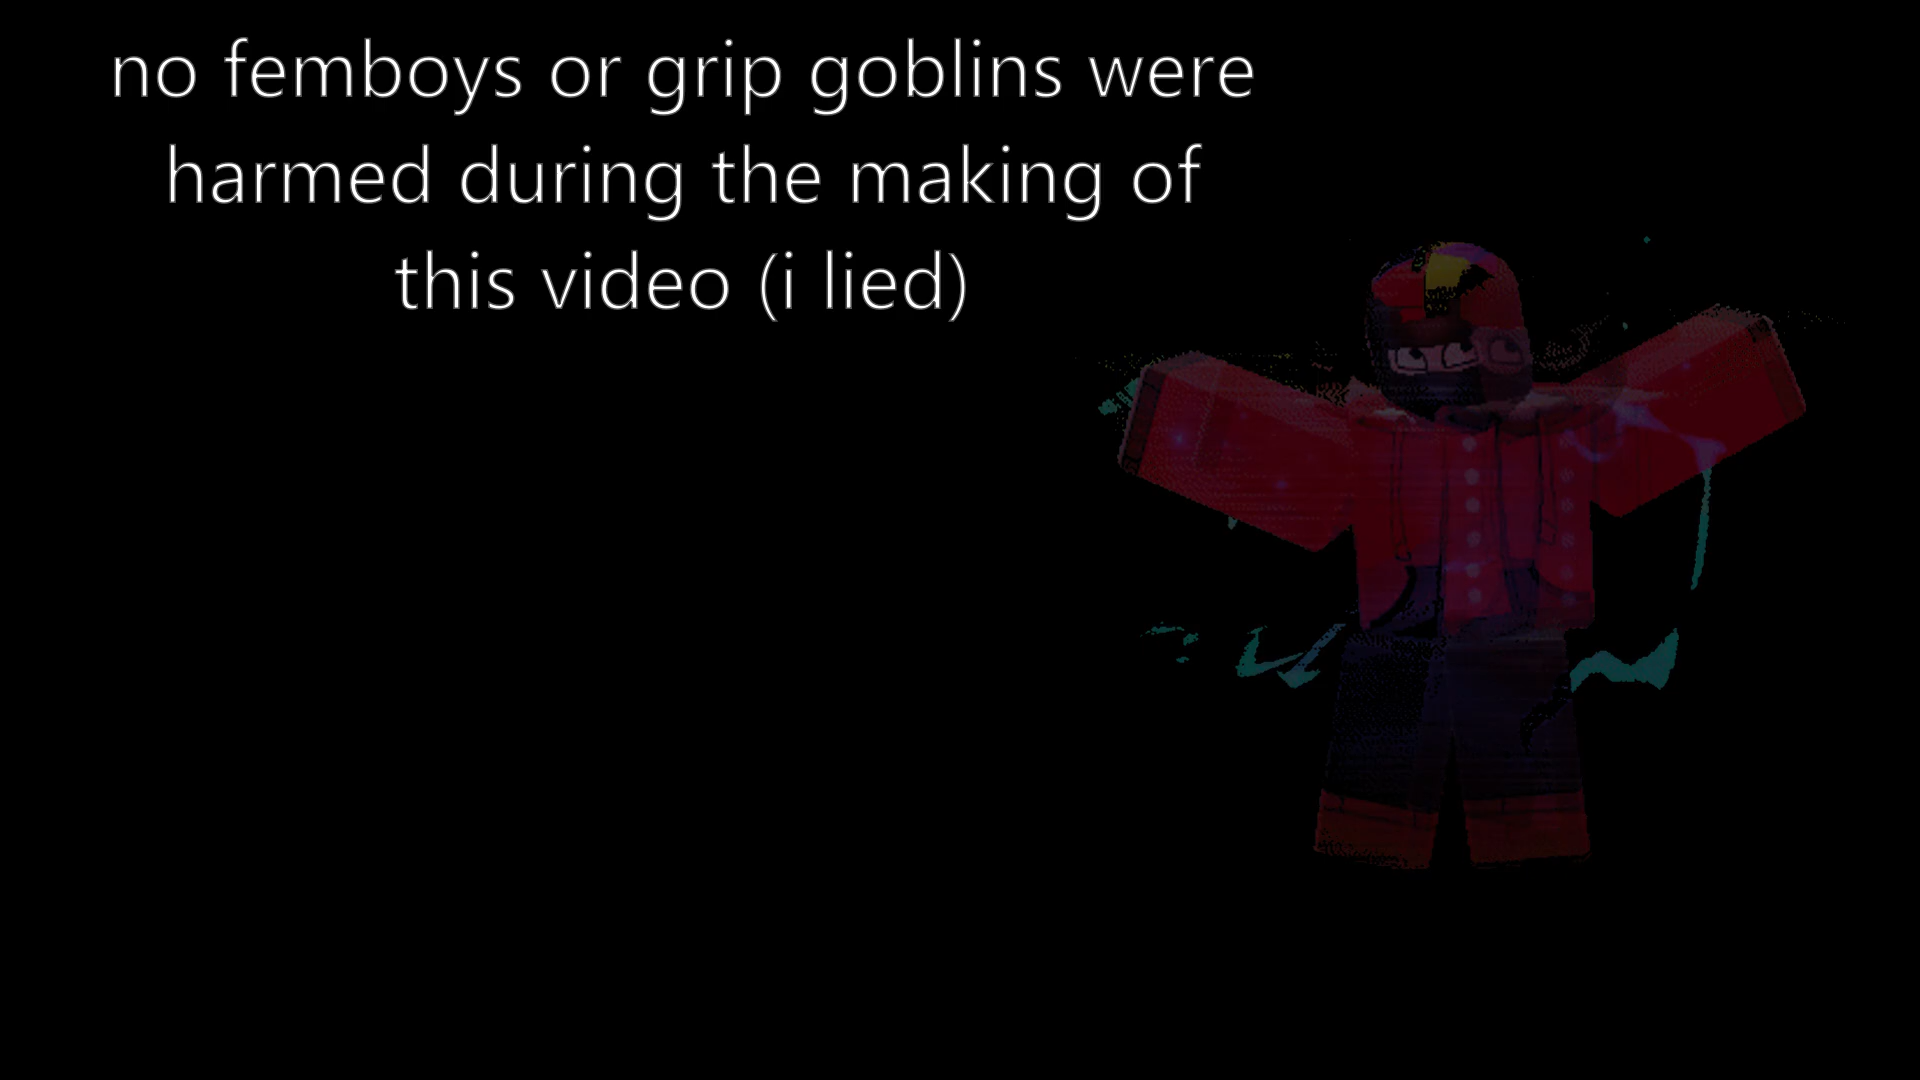 no femboys or grip goblins were
harmed during the making of
this video (i lied)